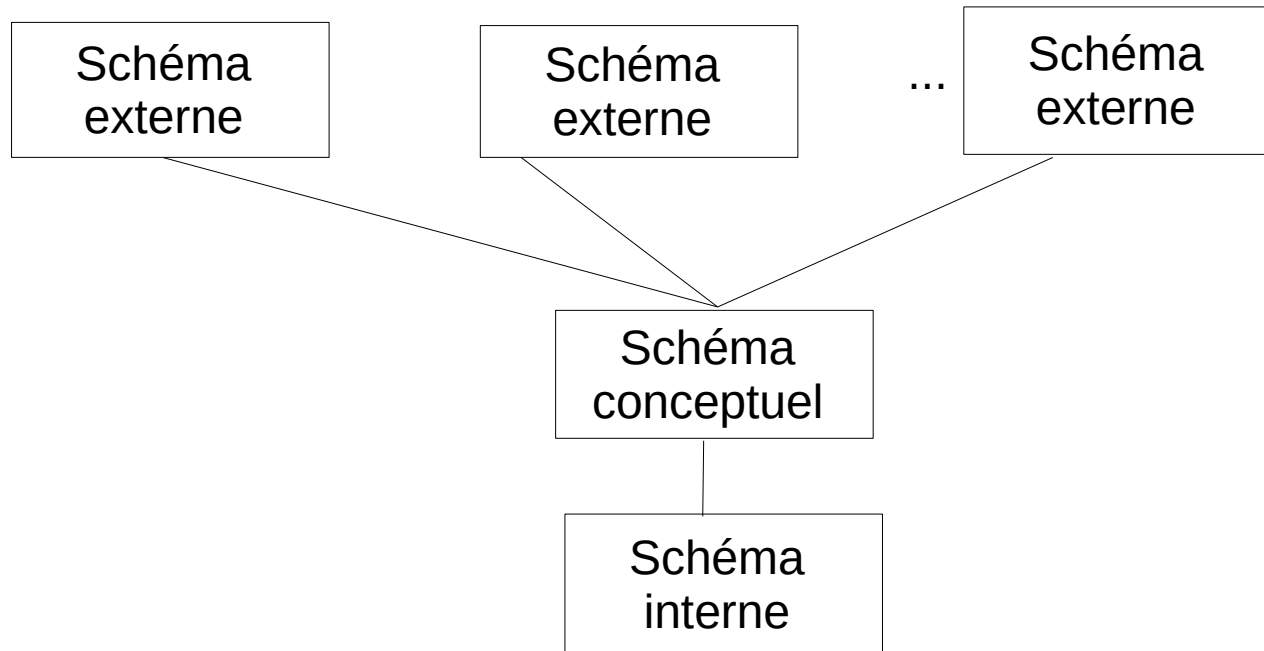 Schéma
externe
Schéma
externe
...
Schéma
externe
Schéma
conceptuel
Schéma
interne